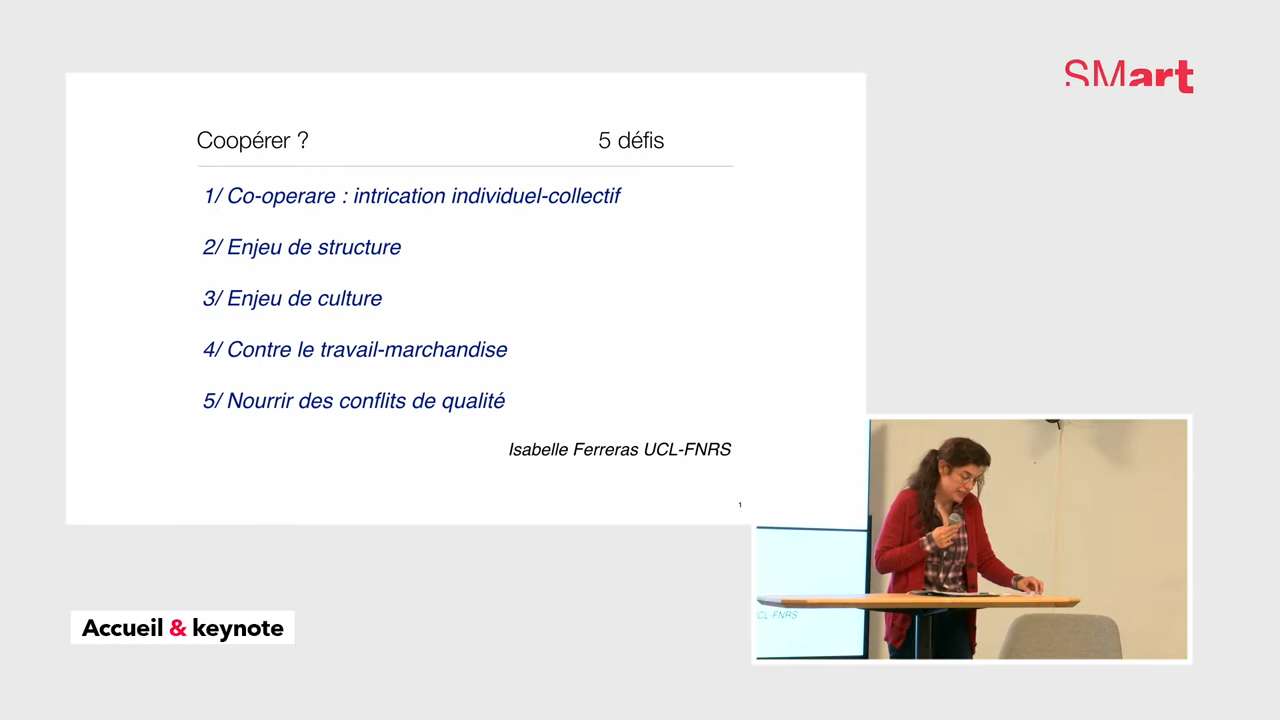 SMart
Coopérer ? 5 défis
1/ Co-operare : intrication individuel-collectif
2/ Enjeu de structure
3/ Enjeu de culture
4/ Contre le travail-marchandise
5/ Nourrir des conflits de qualité
Isabelle Ferreras UCL-FNRS
1
UCL-FNRS
Accueil & keynote